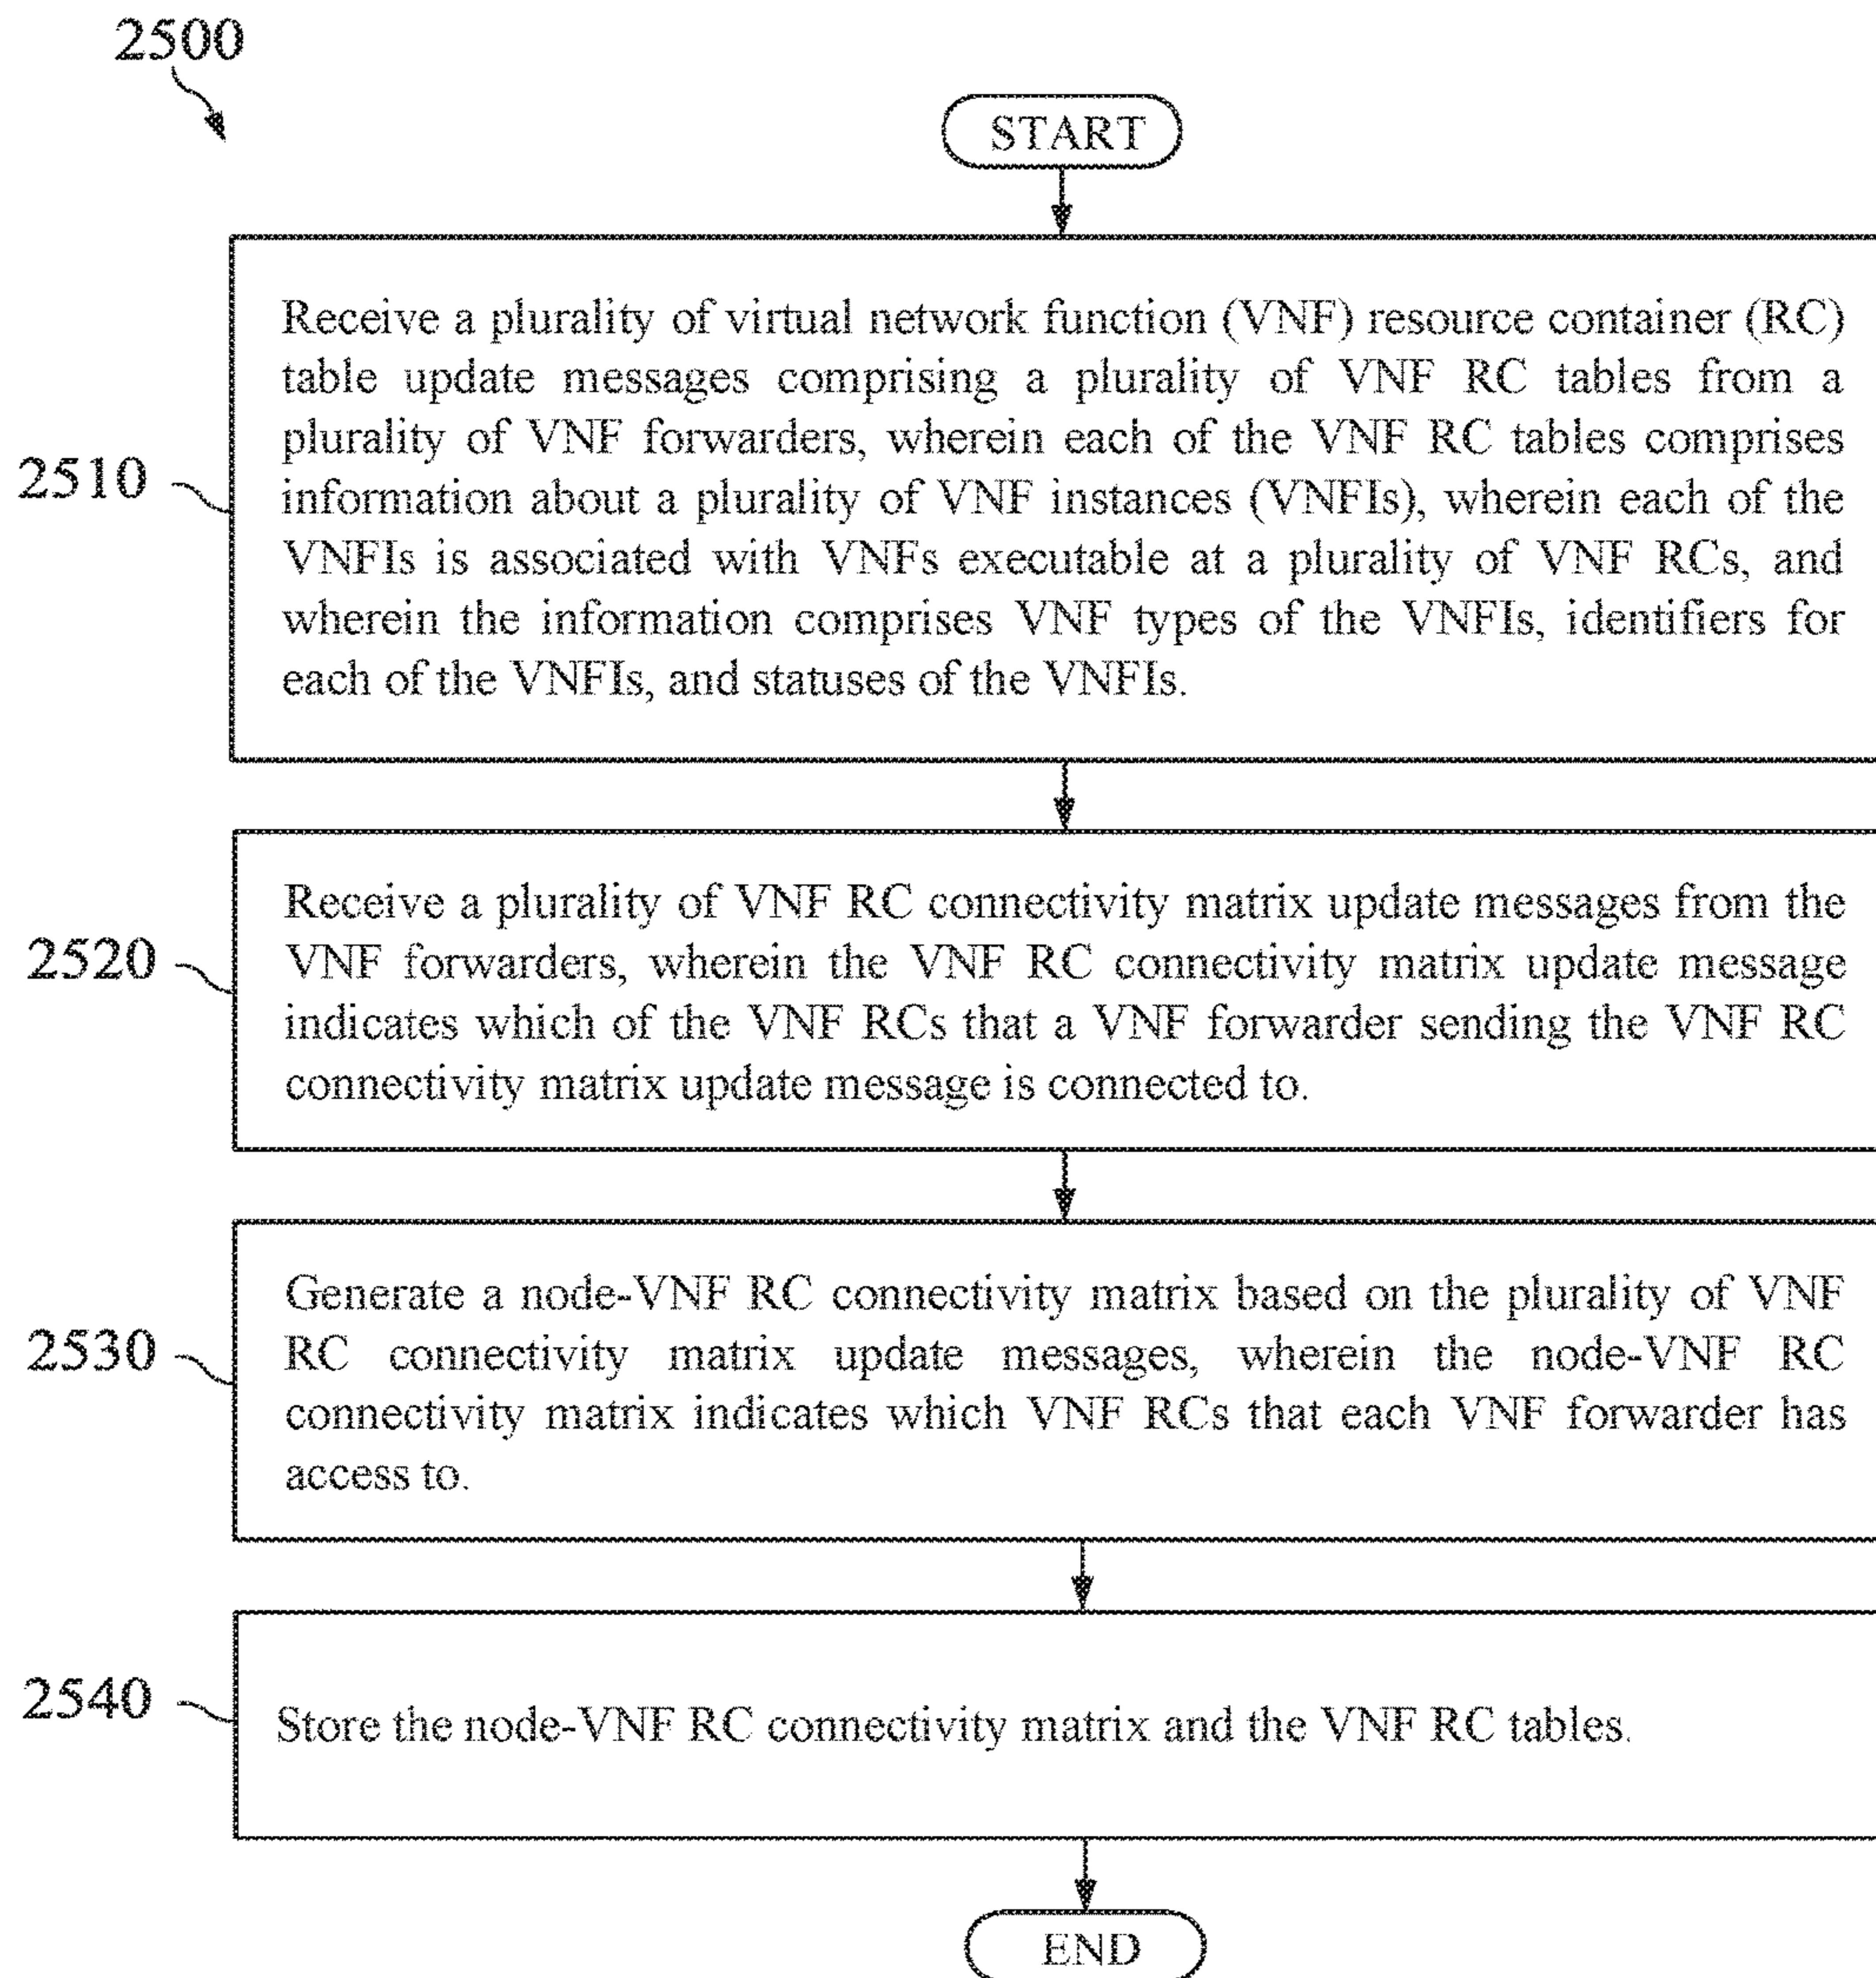 2500
START
Receive a plurality of virtual network function (VNF) resource container (RC)
table update messages comprising a plurality of VNF RC tables from a
plurality of VNF forwarders, wherein each of the VNF RC tables comprises
2510
information about a plurality of VNF instances (VNFIs), wherein each of the
VNFIs is associated with VNFs executable at a plurality of VNF RCs, and
wherein the information comprises VNF types of the VNFIs, identifiers for
each of the VNFIs, and statuses of the VNFIs.
Receive a plurality of VNF RC connectivity matrix update messages from the
2520
VNF forwarders, wherein the VNF RC connectivity matrix update message
indicates which of the VNF RCs that a VNF forwarder sending the VNF RC
connectivity matrix update message is connected to.
Generate a node-VNF RC connectivity matrix based on the plurality of VNF
2530
RC connectivity matrix update messages, wherein the node-VNF RC
connectivity matrix indicates which VNF RCs that each VNF forwarder has
access to.
2540
Store the node-VNF RC connectivity matrix and the VNF RC tables.
END